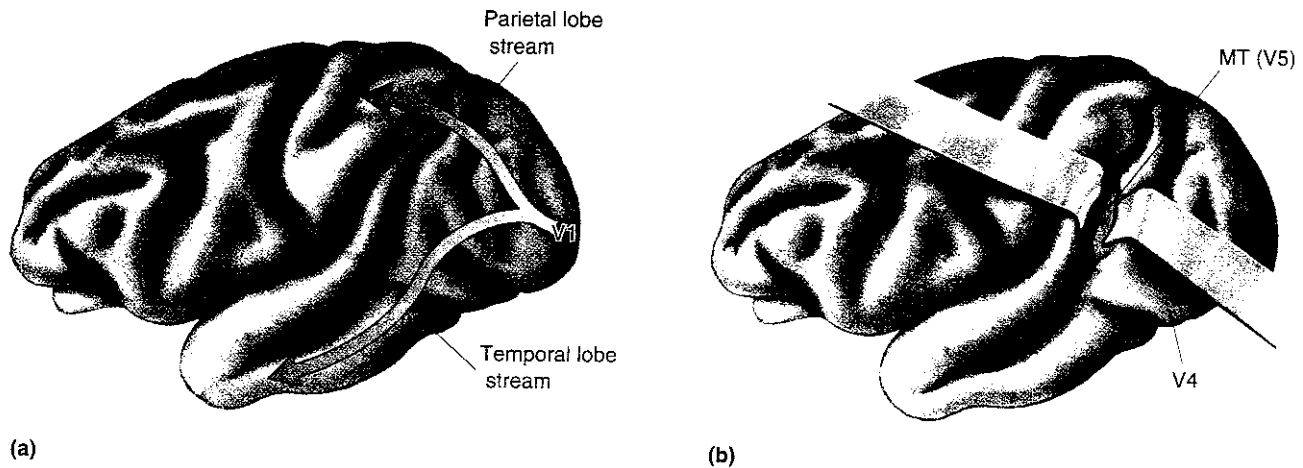 Parietal lobe
stream
V1
Temporal lobe
stream
(a)
MT (V5)
V4
(b)